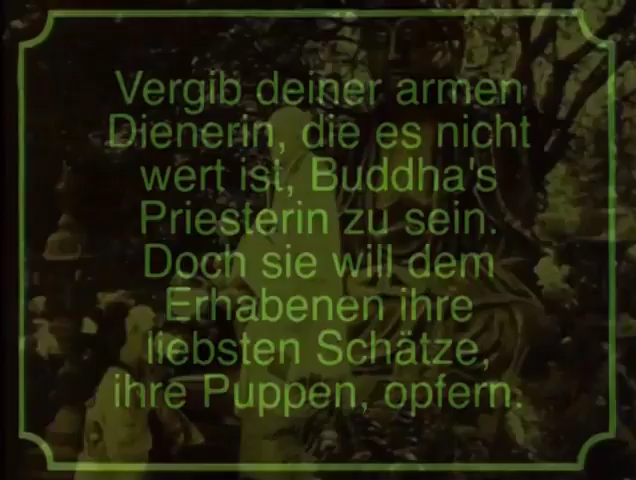 Vergib deiner armen
Dienerin, die es nicht
wert ist, Buddha's
Priesterin zu sein.
Doch sie will dem
Erhabenen ihre
liebsten Schätze,
ihre Puppen, opfern.